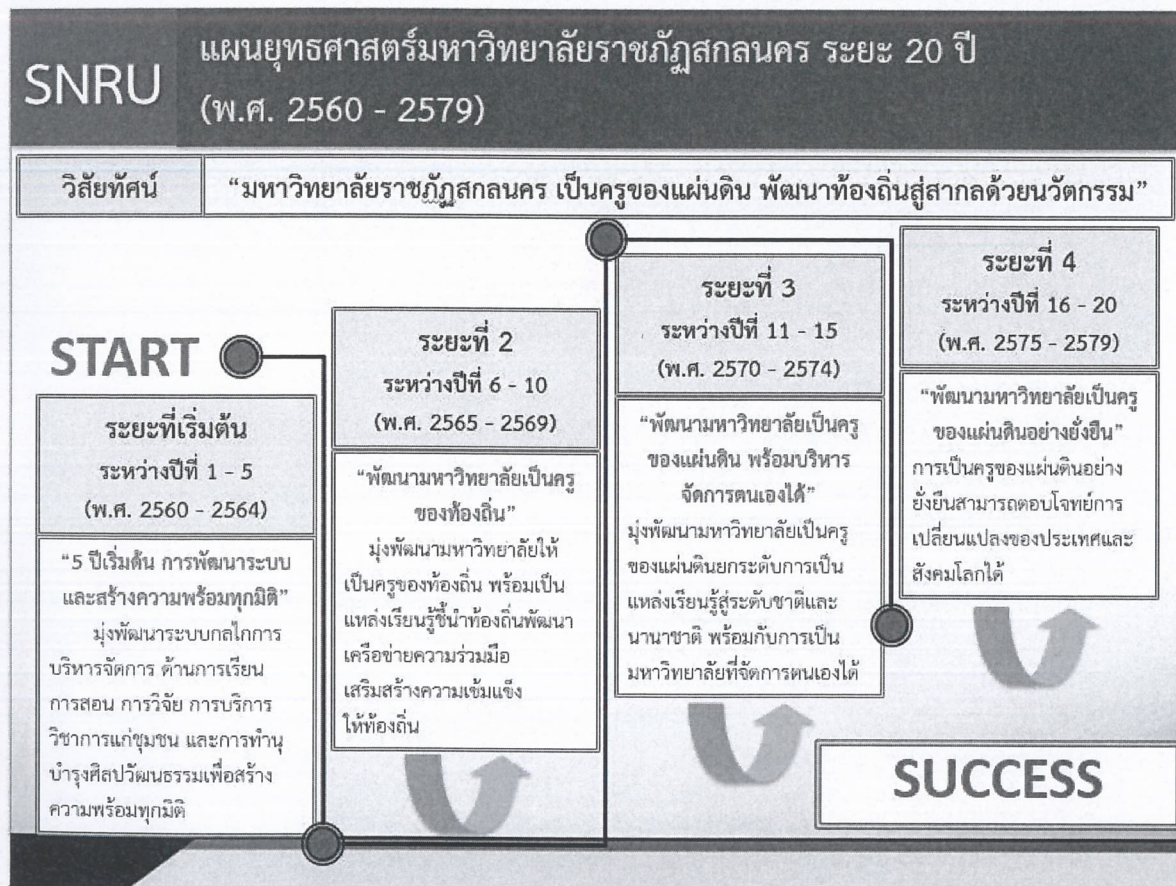 SNRU
แผนยุทธศาสตร์มหาวิทยาลัยราชภัฏสกลนคร ระยะ 20 ปี
(พ.ศ. 2560 - 2579)
วิสัยทัศน์
“มหาวิทยาลัยราชภัฏสกลนคร เป็นครูของแผ่นดิน พัฒนาท้องถิ่นสู่สากลด้วยนวัตกรรม”
START
ระยะที่เริ่มต้น
ระหว่างปีที่ 1 - 5
(พ.ศ. 2560 - 2564)
“5 ปีเริ่มต้น การพัฒนาระบบ
และสร้างความพร้อมทุกมิติ”
มุ่งพัฒนาระบบกลไกการ
บริหารจัดการ ด้านการเรียน
การสอน การวิจัย การบริการ
วิชาการแก่ชุมชน และการทำนุ
บำรุงศิลปวัฒนธรรมเพื่อสร้าง
ความพร้อมทุกมิติ
ระยะที่ 2
ระหว่างปีที่ 6 - 10
(พ.ศ. 2565 - 2569)
“พัฒนามหาวิทยาลัยเป็นครู
ของท้องถิ่น”
มุ่งพัฒนามหาวิทยาลัยให้
เป็นครูของท้องถิ่น พร้อมเป็น
แหล่งเรียนรู้ชี้นำท้องถิ่นพัฒนา
เครือข่ายความร่วมมือ
เสริมสร้างความเข้มแข็ง
ให้ท้องถิ่น
ระยะที่ 3
ระหว่างปีที่ 11 - 15
(พ.ศ. 2570 - 2574)
“พัฒนามหาวิทยาลัยเป็นครู
ของแผ่นดิน พร้อมบริหาร
จัดการตนเองได้”
มุ่งพัฒนามหาวิทยาลัยเป็นครู
ของแผ่นดินยกระดับการเป็น
แหล่งเรียนรู้สู่ระดับชาติและ
นานาชาติ พร้อมกับการเป็น
มหาวิทยาลัยที่จัดการตนเองได้
ระยะที่ 4
ระหว่างปีที่ 16 - 20
(พ.ศ. 2575 - 2579)
“พัฒนามหาวิทยาลัยเป็นครู
ของแผ่นดินอย่างยั่งยืน”
การเป็นครูของแผ่นดินอย่าง
ยั่งยืนสามารถตอบโจทย์การ
เปลี่ยนแปลงของประเทศและ
สังคมโลกได้
SUCCESS